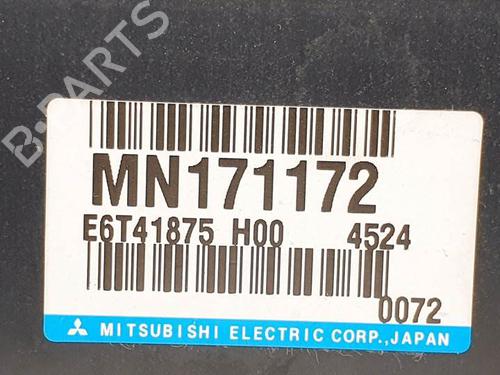 B-PARTS
MN171172
E6T41875 H00 4524
0072
MITSUBISHI ELECTRIC CORP.,JAPAN